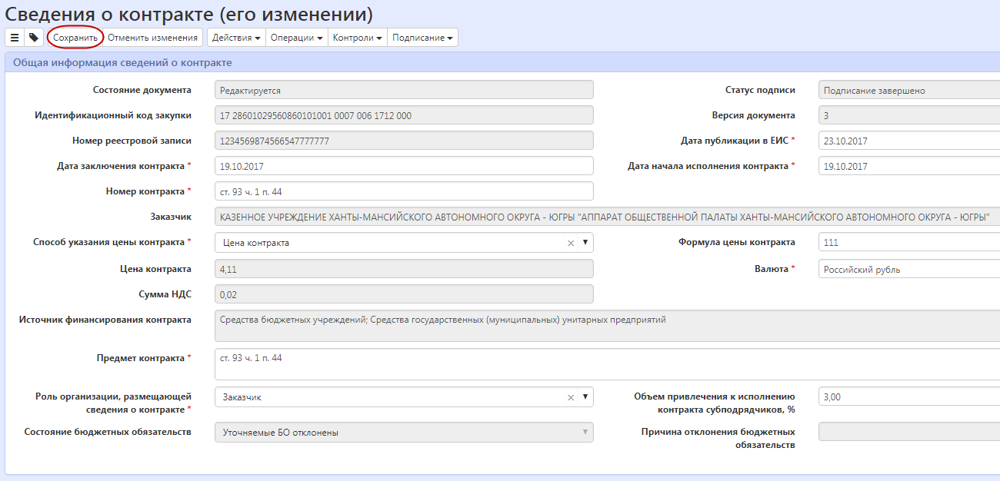 Сведения о контракте (его изменении)
Сохранить Отменить изменения Действия Операции Контроли Подписание
Общая информация сведений о контракте
Состояние документа Редактируется Статус подписи Подписание завершено
Идентификационный код закупки 17 28601029560860101001 0007 006 1712 000 Версия документа 3
Номер реестровой записи 1234569874566547777777 Дата публикации в ЕИС * 23.10.2017
Дата заключения контракта * 19.10.2017 Дата начала исполнения контракта * 19.10.2017
Номер контракта * ст. 93 ч. 1 п. 44
Заказчик КАЗЕННОЕ УЧРЕЖДЕНИЕ ХАНТЫ-МАНСИЙСКОГО АВТОНОМНОГО ОКРУГА - ЮГРЫ "АППАРАТ ОБЩЕСТВЕННОЙ ПАЛАТЫ ХАНТЫ-МАНСИЙСКОГО АВТОНОМНОГО ОКРУГА - ЮГРЫ"
Способ указания цены контракта * Цена контракта Формула цены контракта 111
Цена контракта 4,11 Валюта * Российский рубль
Сумма НДС 0,02
Источник финансирования контракта Средства бюджетных учреждений; Средства государственных (муниципальных) унитарных предприятий
Предмет контракта * ст. 93 ч. 1 п. 44
Роль организации, размещающей сведения о контракте * Заказчик Объем привлечения к исполнению контракта субподрядчиков, % 3,00
Состояние бюджетных обязательств Уточняемые БО отклонены Причина отклонения бюджетных обязательств